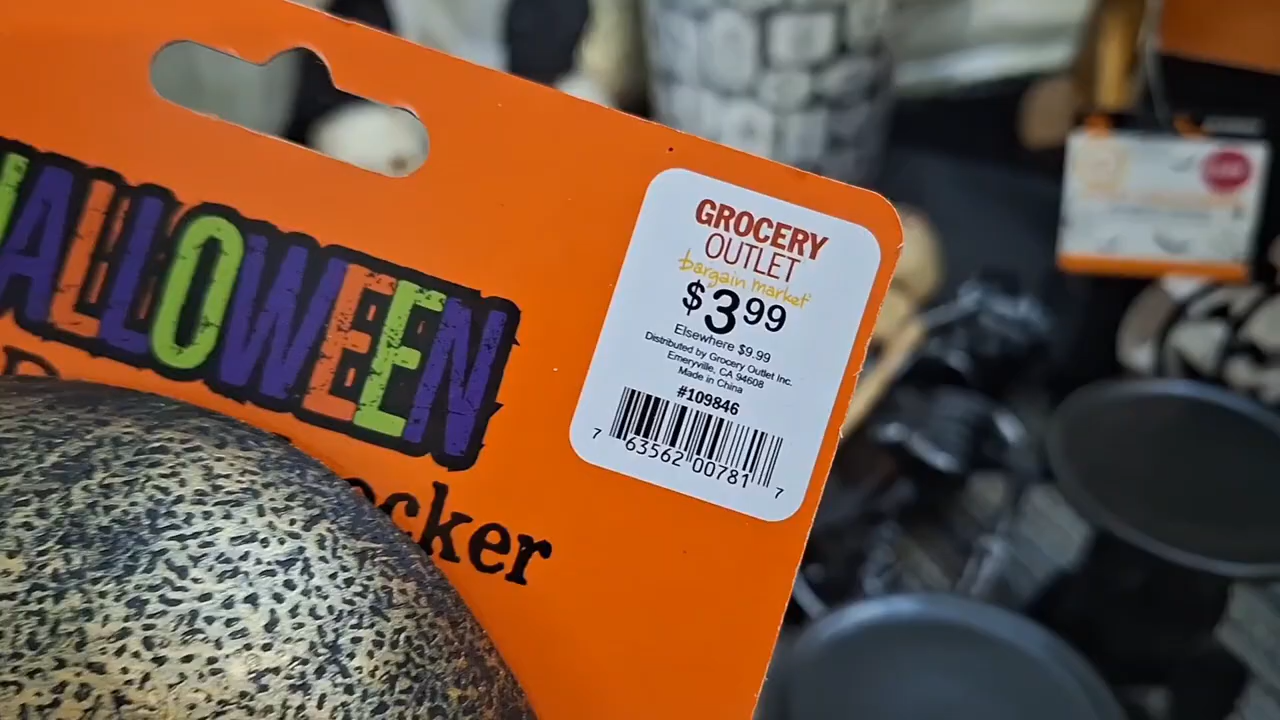 HALLOWEEN
ocker
GROCERY
OUTLET
bargain market
$3.99
Elsewhere $9.99
Distributed by Grocery Outlet Inc.
Emeryville, CA 94608
Made in China
#109846
7 63562 00781 7